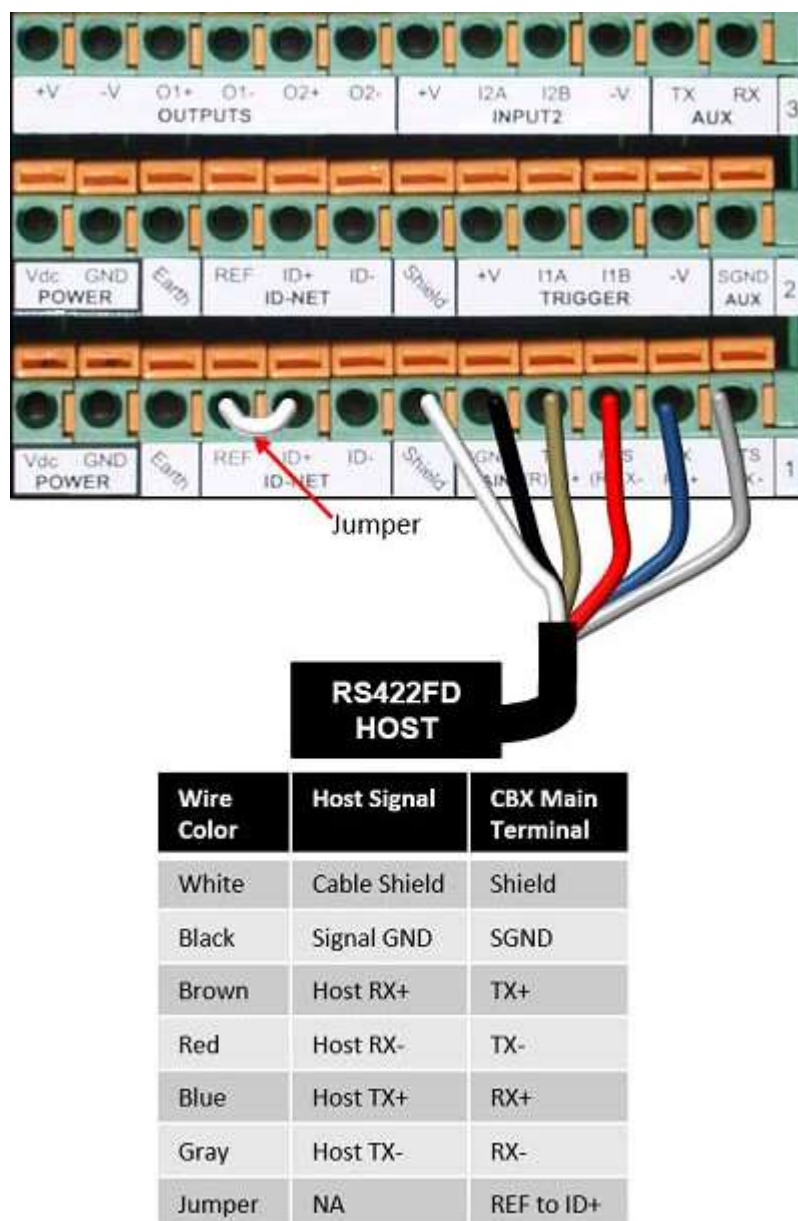 +V -V O1+ O1- O2+ O2- +V I2A I2B -V TX RX
OUTPUTS INPUT2 AUX 3
Vdc GND Earth REF ID+ ID- Shield +V I1A I1B -V SGND
POWER ID-NET TRIGGER AUX 2
Vdc GND Earth REF ID+ ID- Shield
POWER ID-NET 1
Jumper
RS422FD
HOST
Wire Color Host Signal CBX Main Terminal
White Cable Shield Shield
Black Signal GND SGND
Brown Host RX+ TX+
Red Host RX- TX-
Blue Host TX+ RX+
Gray Host TX- RX-
Jumper NA REF to ID+